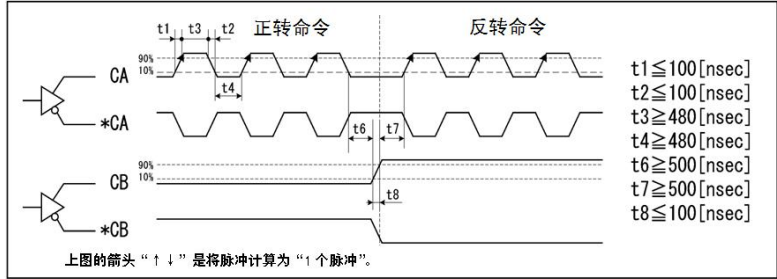 t1 t3 t2 正转命令 反转命令
90%
10%
CA
t4
*CA
t6 t7
90%
10%
CB
t8
*CB
t1≦100[nsec]
t2≦100[nsec]
t3≧480[nsec]
t4≧480[nsec]
t6≧500[nsec]
t7≧500[nsec]
t8≦100[nsec]
上图的箭头“↑↓”是将脉冲计算为“1个脉冲”。